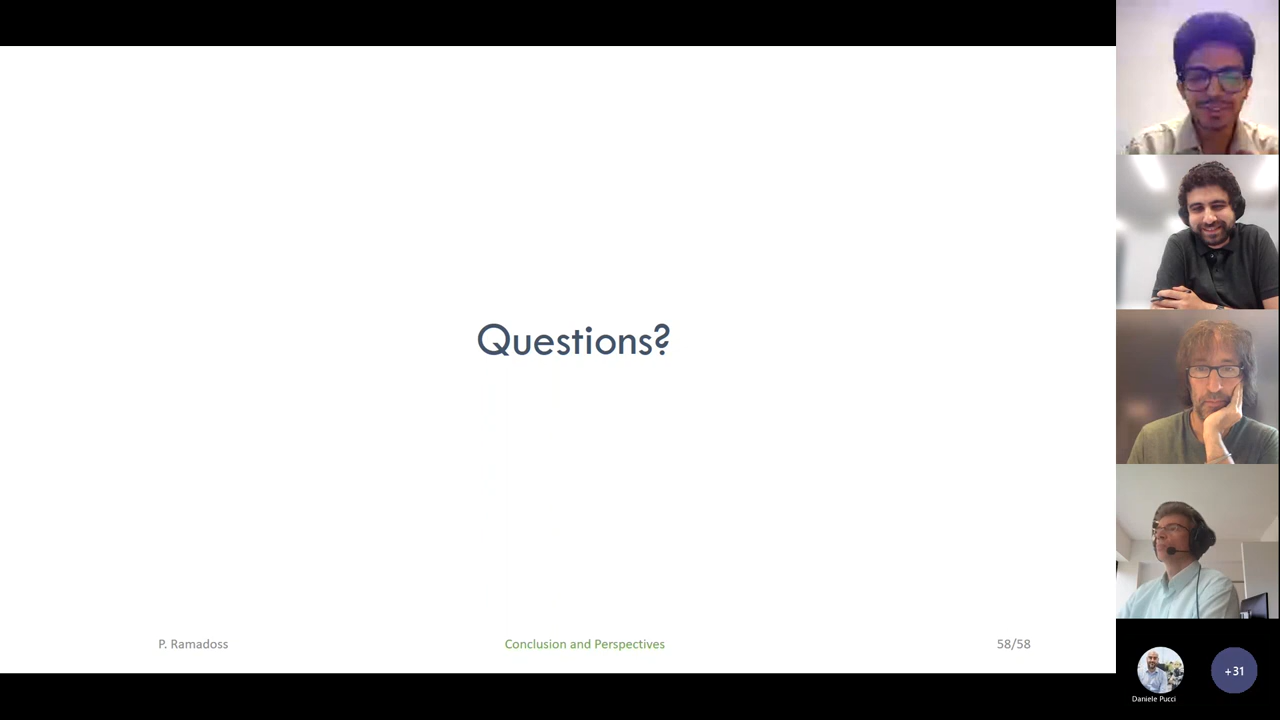 Questions?
P. Ramadoss
Conclusion and Perspectives
58/58
Daniele Pucci
+31